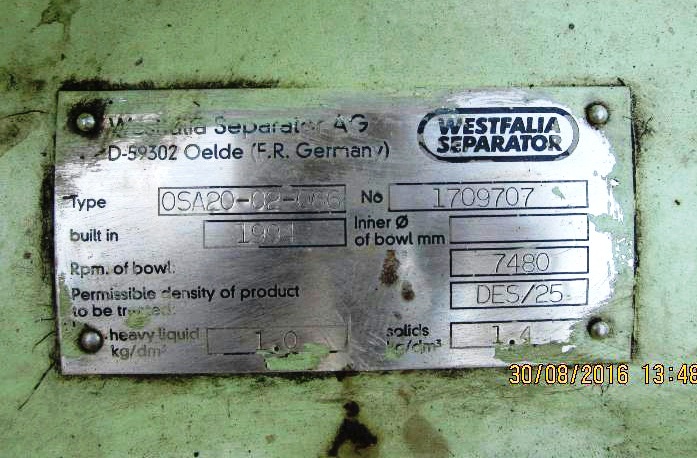 Westfalia Separator AG
D-59302 Oelde (F.R. Germany)
WESTFALIA
SEPARATOR
Type OSA20-02-066 No 1709707
built in 1994 Inner Ø
of bowl mm
Rpm. of bowl: 7480
Permissible density of product DES/25
to be treated:
heavy liquid 1.0 solids 1.4
kg/dm³ kg/dm³
30/08/2016 13:48